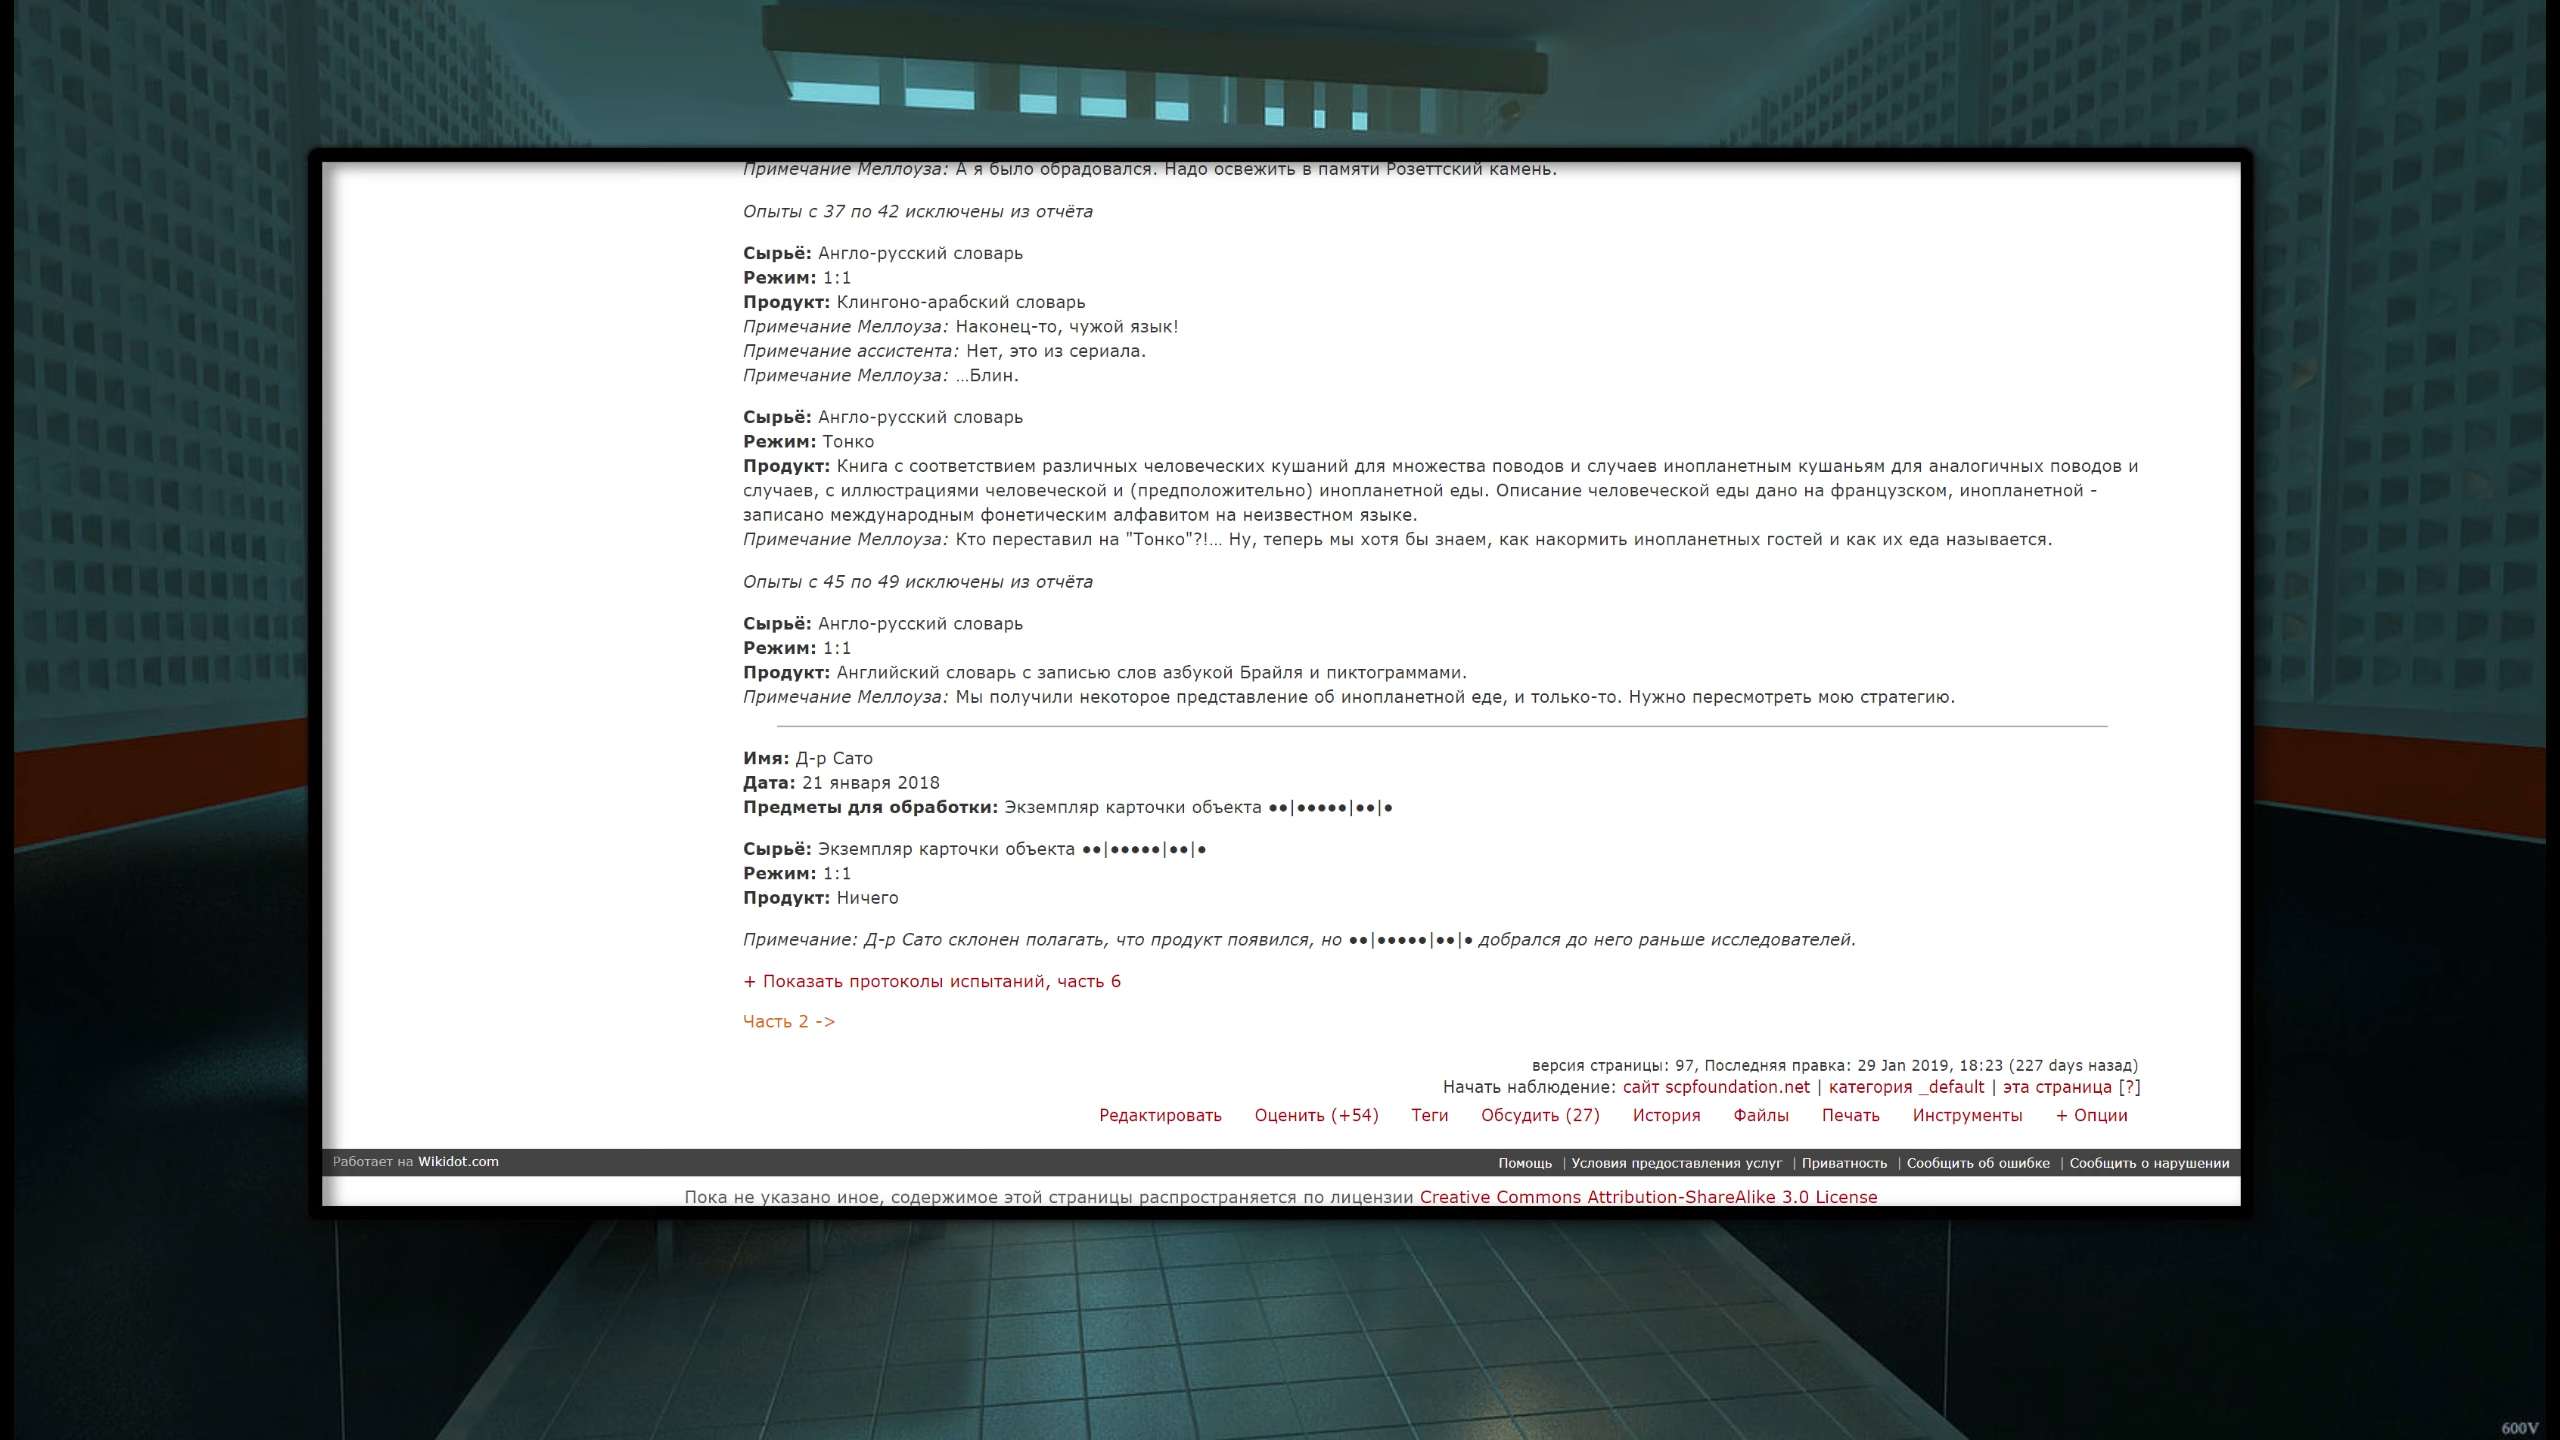 Примечание Меллоуза: А я было обрадовался. Надо освежить в памяти Розеттский камень.
Опыты с 37 по 42 исключены из отчёта
Сырьё: Англо-русский словарь
Режим: 1:1
Продукт: Клингоно-арабский словарь
Примечание Меллоуза: Наконец-то, чужой язык!
Примечание ассистента: Нет, это из сериала.
Примечание Меллоуза: …Блин.
Сырьё: Англо-русский словарь
Режим: Тонко
Продукт: Книга с соответствием различных человеческих кушаний для множества поводов и случаев инопланетным кушаньям для аналогичных поводов и
случаев, с иллюстрациями человеческой и (предположительно) инопланетной еды. Описание человеческой еды дано на французском, инопланетной -
записано международным фонетическим алфавитом на неизвестном языке.
Примечание Меллоуза: Кто переставил на "Тонко"?!… Ну, теперь мы хотя бы знаем, как накормить инопланетных гостей и как их еда называется.
Опыты с 45 по 49 исключены из отчёта
Сырьё: Англо-русский словарь
Режим: 1:1
Продукт: Английский словарь с записью слов азбукой Брайля и пиктограммами.
Примечание Меллоуза: Мы получили некоторое представление об инопланетной еде, и только-то. Нужно пересмотреть мою стратегию.
Имя: Д-р Сато
Дата: 21 января 2018
Предметы для обработки: Экземпляр карточки объекта ●●|●●●●●|●●|●
Сырьё: Экземпляр карточки объекта ●●|●●●●●|●●|●
Режим: 1:1
Продукт: Ничего
Примечание: Д-р Сато склонен полагать, что продукт появился, но ●●|●●●●●|●●|● добрался до него раньше исследователей.
+ Показать протоколы испытаний, часть 6
Часть 2 ->
версия страницы: 97, Последняя правка: 29 Jan 2019, 18:23 (227 days назад)
Начать наблюдение: сайт scpfoundation.net | категория _default | эта страница [?]
Редактировать Оценить (+54) Теги Обсудить (27) История Файлы Печать Инструменты + Опции
Работает на Wikidot.com Помощь | Условия предоставления услуг | Приватность | Сообщить об ошибке | Сообщить о нарушении
Пока не указано иное, содержимое этой страницы распространяется по лицензии Creative Commons Attribution-ShareAlike 3.0 License
600V